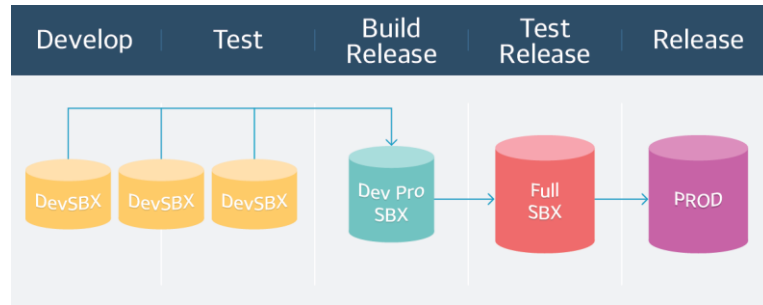 Develop
Test
Build
Release
Test
Release
Release
DevSBX
DevSBX
DevSBX
Dev Pro
SBX
Full
SBX
PROD